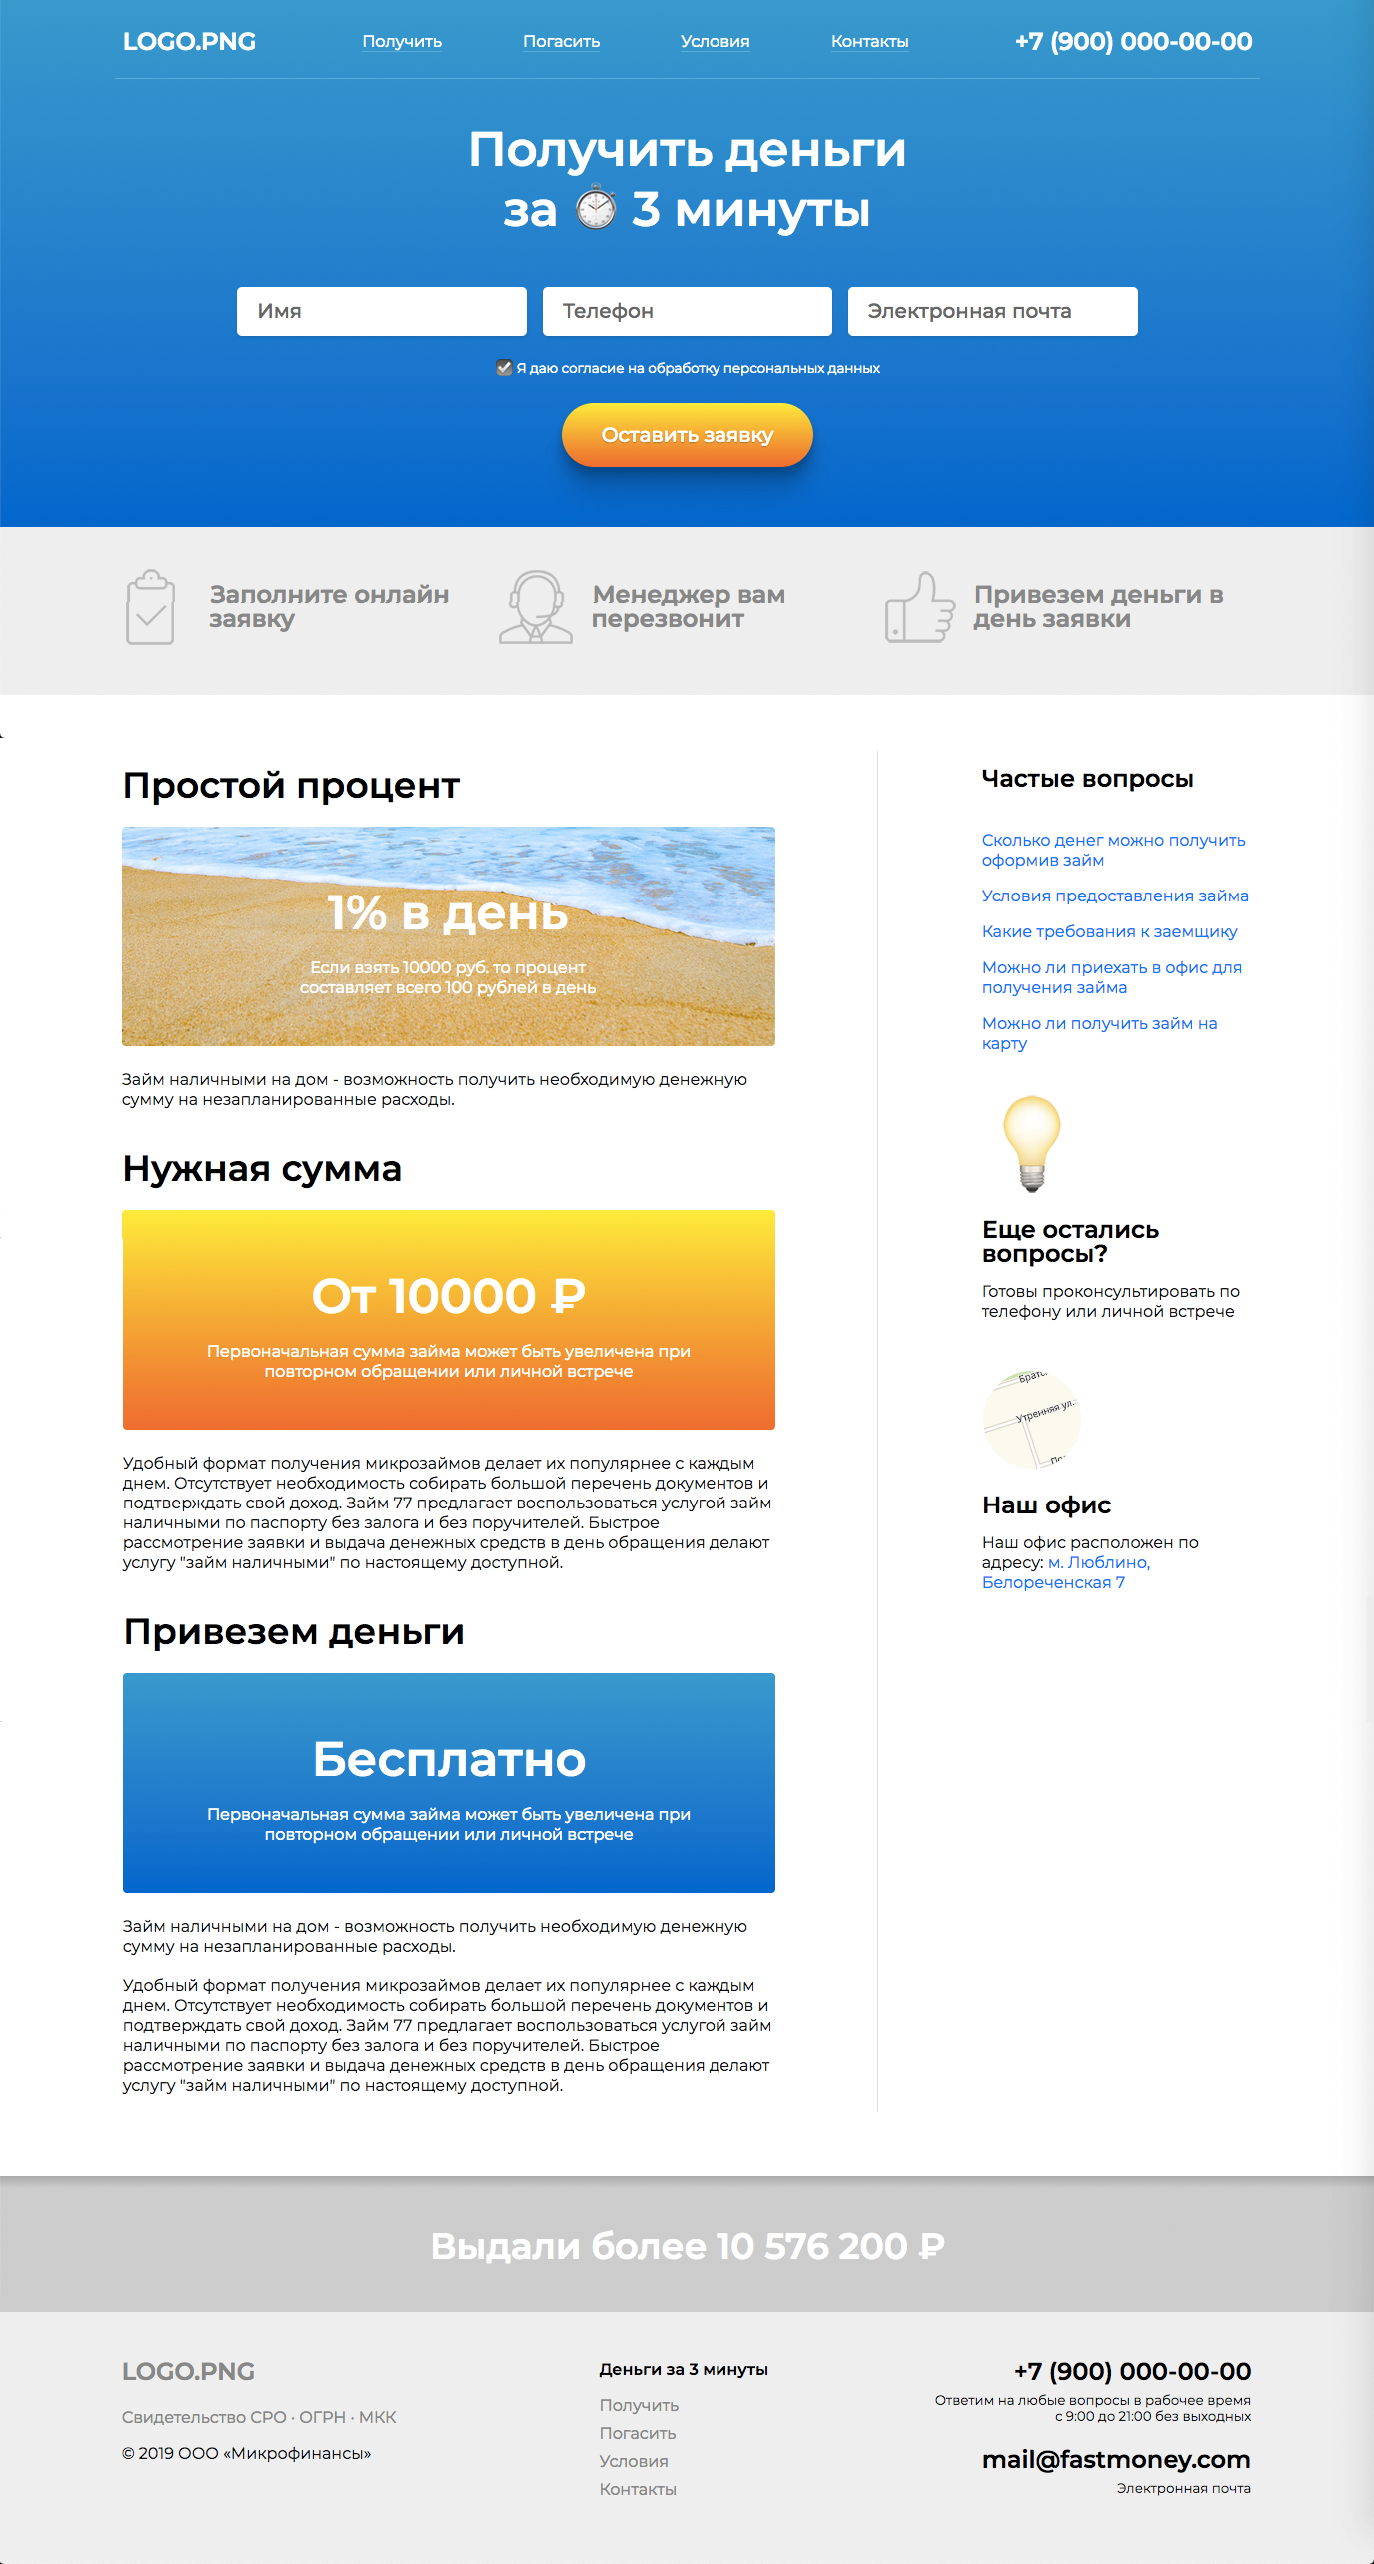 LOGO.PNG
Получить
Погасить
Условия
Контакты
+7 (900) 000-00-00
Получить деньги
за 3 минуты
Имя
Телефон
Электронная почта
Я даю согласие на обработку персональных данных
Оставить заявку
Заполните онлайн
заявку
Менеджер вам
перезвонит
Привезем деньги в
день заявки
Простой процент
1% в день
Если взять 10000 руб. то процент
составляет всего 100 рублей в день
Займ наличными на дом - возможность получить необходимую денежную
сумму на незапланированные расходы.
Нужная сумма
От 10000 ₽
Первоначальная сумма займа может быть увеличена при
повторном обращении или личной встрече
Удобный формат получения микрозаймов делает их популярнее с каждым
днем. Отсутствует необходимость собирать большой перечень документов и
подтверждать свой доход. Займ 77 предлагает воспользоваться услугой займ
наличными по паспорту без залога и без поручителей. Быстрое
рассмотрение заявки и выдача денежных средств в день обращения делают
услугу "займ наличными" по настоящему доступной.
Привезем деньги
Бесплатно
Первоначальная сумма займа может быть увеличена при
повторном обращении или личной встрече
Займ наличными на дом - возможность получить необходимую денежную
сумму на незапланированные расходы.
Удобный формат получения микрозаймов делает их популярнее с каждым
днем. Отсутствует необходимость собирать большой перечень документов и
подтверждать свой доход. Займ 77 предлагает воспользоваться услугой займ
наличными по паспорту без залога и без поручителей. Быстрое
рассмотрение заявки и выдача денежных средств в день обращения делают
услугу "займ наличными" по настоящему доступной.
Частые вопросы
Сколько денег можно получить
оформив займ
Условия предоставления займа
Какие требования к заемщику
Можно ли приехать в офис для
получения займа
Можно ли получить займ на
карту
Еще остались
вопросы?
Готовы проконсультировать по
телефону или личной встрече
Утренняя ул.
Наш офис
Наш офис расположен по
адресу: м. Люблино,
Белореченская 7
Выдали более 10 576 200 ₽
LOGO.PNG
Свидетельство СРО · ОГРН · МКК
© 2019 ООО «Микрофинансы»
Деньги за 3 минуты
Получить
Погасить
Условия
Контакты
+7 (900) 000-00-00
Ответим на любые вопросы в рабочее время
с 9:00 до 21:00 без выходных
mail@fastmoney.com
Электронная почта